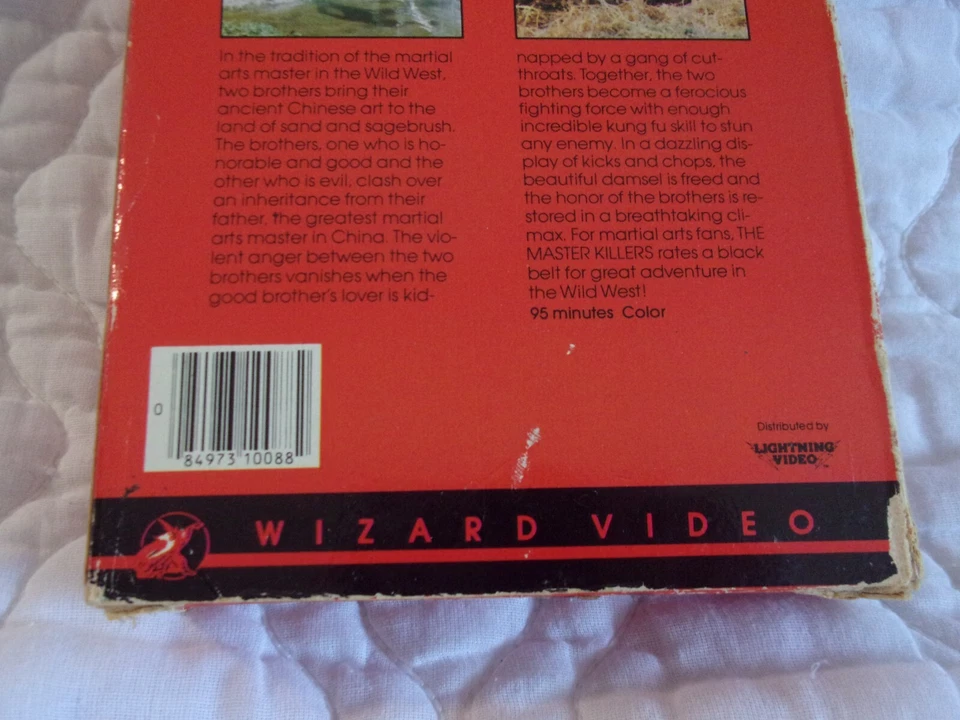 In the tradition of the martial
arts master in the Wild West,
two brothers bring their
ancient Chinese art to the
land of sand and sagebrush.
The brothers, one who is ho-
norable and good and the
other who is evil, clash over
an inheritance from their
father, the greatest martial
arts master in China. The vio-
lent anger between the two
brothers vanishes when the
good brother's lover is kid-
napped by a gang of cut-
throats. Together, the two
brothers become a ferocious
fighting force with enough
incredible kung fu skill to stun
any enemy. In a dazzling dis-
play of kicks and chops, the
beautiful damsel is freed and
the honor of the brothers is re-
stored in a breathtaking cli-
max. For martial arts fans, THE
MASTER KILLERS rates a black
belt for great adventure in
the Wild West!
95 minutes Color
0
84973 10088
Distributed by
LIGHTNING
VIDEO
WIZARD VIDEO